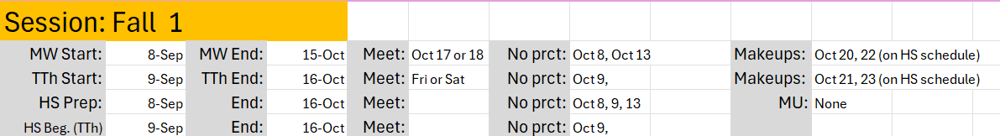 Session: Fall 1
MW Start: 8-Sep MW End: 15-Oct Meet: Oct 17 or 18 No prct: Oct 8, Oct 13 Makeups: Oct 20, 22 (on HS schedule)
TTh Start: 9-Sep TTh End: 16-Oct Meet: Fri or Sat No prct: Oct 9, Makeups: Oct 21, 23 (on HS schedule)
HS Prep: 8-Sep End: 16-Oct Meet: No prct: Oct 8, 9, 13 MU: None
HS Beg. (TTh) 9-Sep End: 16-Oct Meet: No prct: Oct 9,